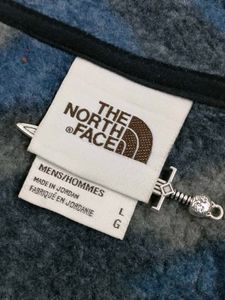 THE
NORTH
®FACE
MENS/HOMMES
MADE IN JORDAN
FABRIQUÉ EN JORDANIE
L
G